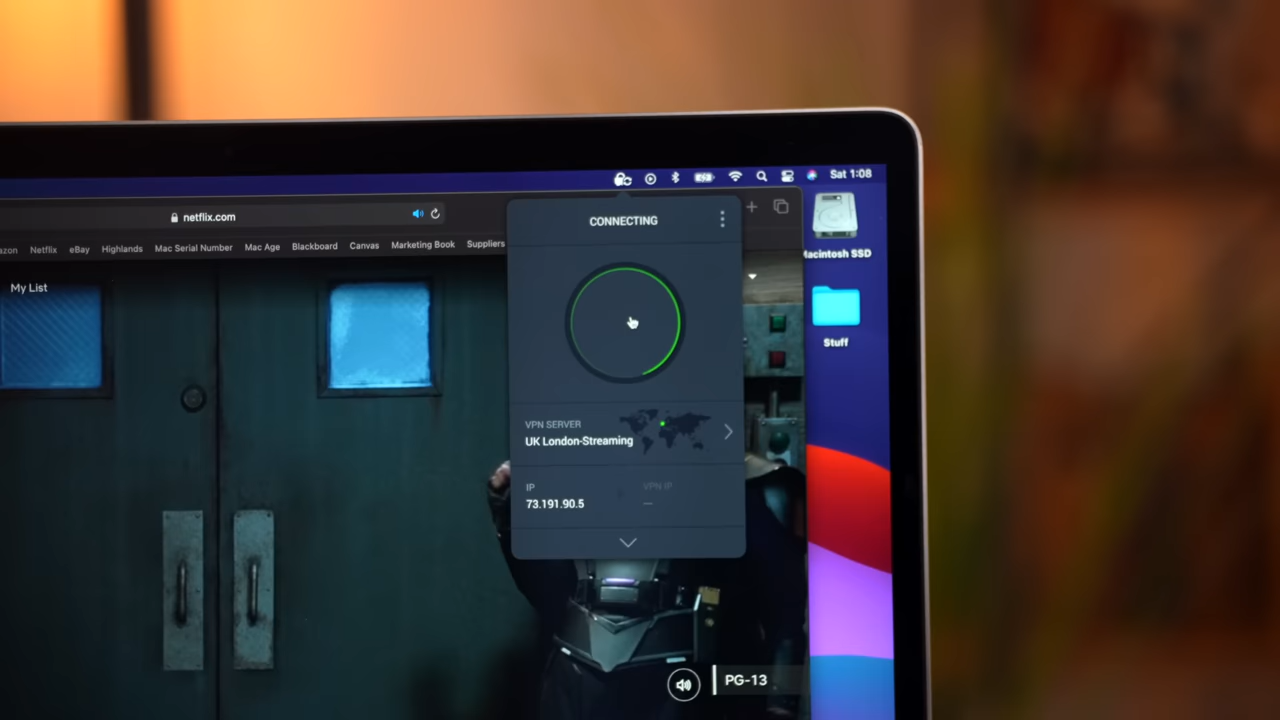 Sat 1:08
netflix.com
Netflix eBay Highlands Mac Serial Number Mac Age Blackboard Canvas Marketing Book Suppliers
My List
CONNECTING
VPN SERVER
UK London-Streaming
IP
73.191.90.5
VPN IP
—
Macintosh SSD
Stuff
PG-13